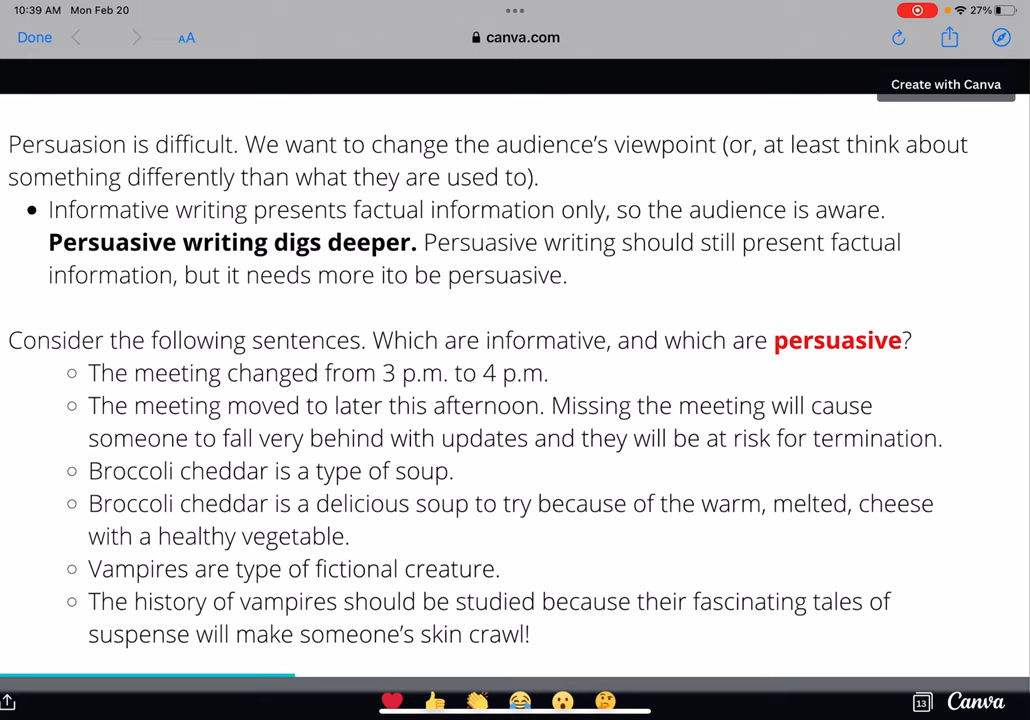 10:39 AM Mon Feb 20
27%
Done
AA
canva.com
Create with Canva
Persuasion is difficult. We want to change the audience’s viewpoint (or, at least think about
something differently than what they are used to).
Informative writing presents factual information only, so the audience is aware.
Persuasive writing digs deeper. Persuasive writing should still present factual
information, but it needs more ito be persuasive.
Consider the following sentences. Which are informative, and which are persuasive?
The meeting changed from 3 p.m. to 4 p.m.
The meeting moved to later this afternoon. Missing the meeting will cause
someone to fall very behind with updates and they will be at risk for termination.
Broccoli cheddar is a type of soup.
Broccoli cheddar is a delicious soup to try because of the warm, melted, cheese
with a healthy vegetable.
Vampires are type of fictional creature.
The history of vampires should be studied because their fascinating tales of
suspense will make someone’s skin crawl!
13
Canva